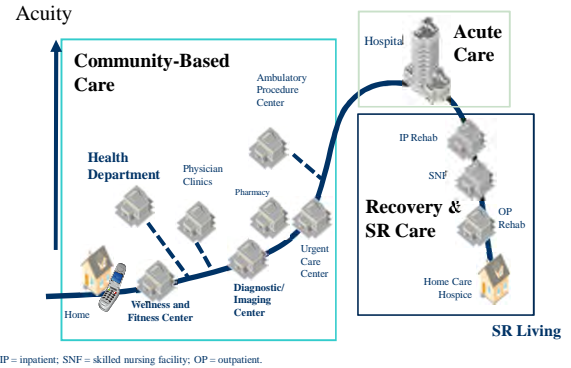 Acuity
Community-Based
Care
Ambulatory
Procedure
Center
Health
Department
Physician
Clinics
Pharmacy
Urgent
Care
Center
Diagnostic/
Imaging
Center
Wellness and
Fitness Center
Home
Hospital
Acute
Care
IP Rehab
SNF
Recovery &
SR Care
OP
Rehab
Home Care
Hospice
SR Living
IP = inpatient; SNF = skilled nursing facility; OP = outpatient.